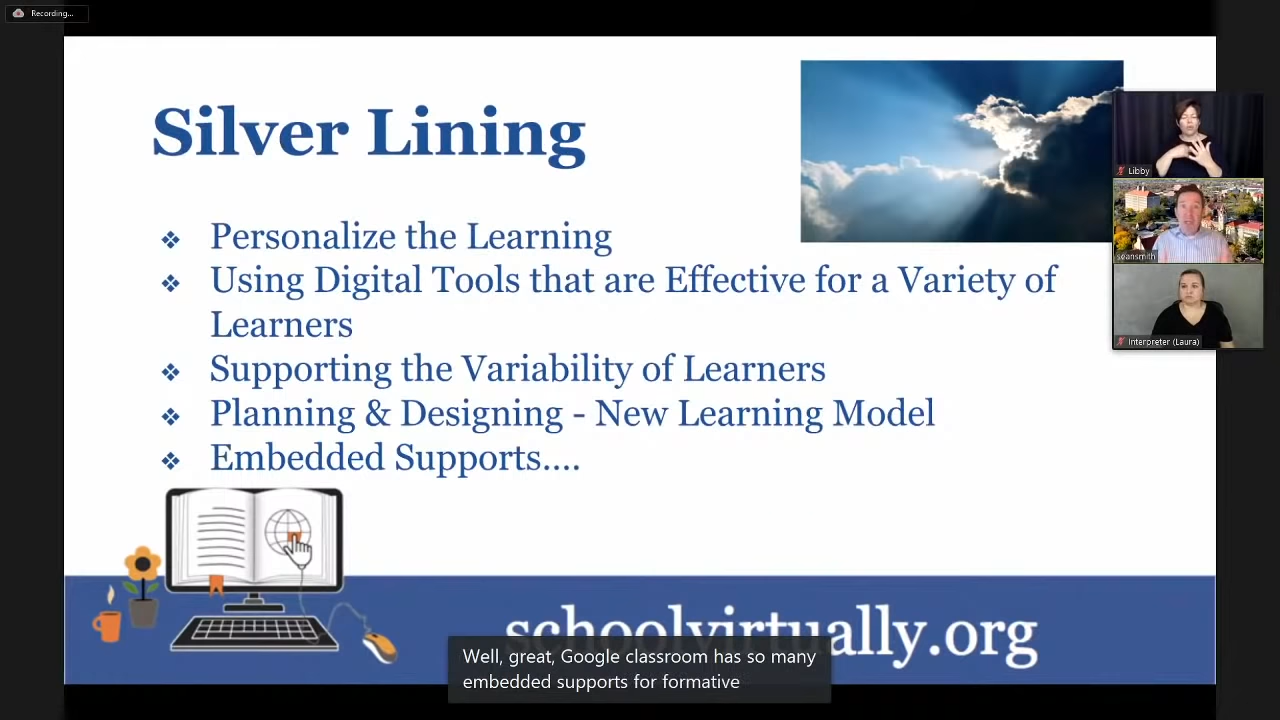 Recording...
Silver Lining
❖ Personalize the Learning
❖ Using Digital Tools that are Effective for a Variety of
Learners
❖ Supporting the Variability of Learners
❖ Planning & Designing - New Learning Model
❖ Embedded Supports....
Libby
seansmith
Interpreter (Laura)
schoolvirtually.org
Well, great, Google classroom has so many
embedded supports for formative